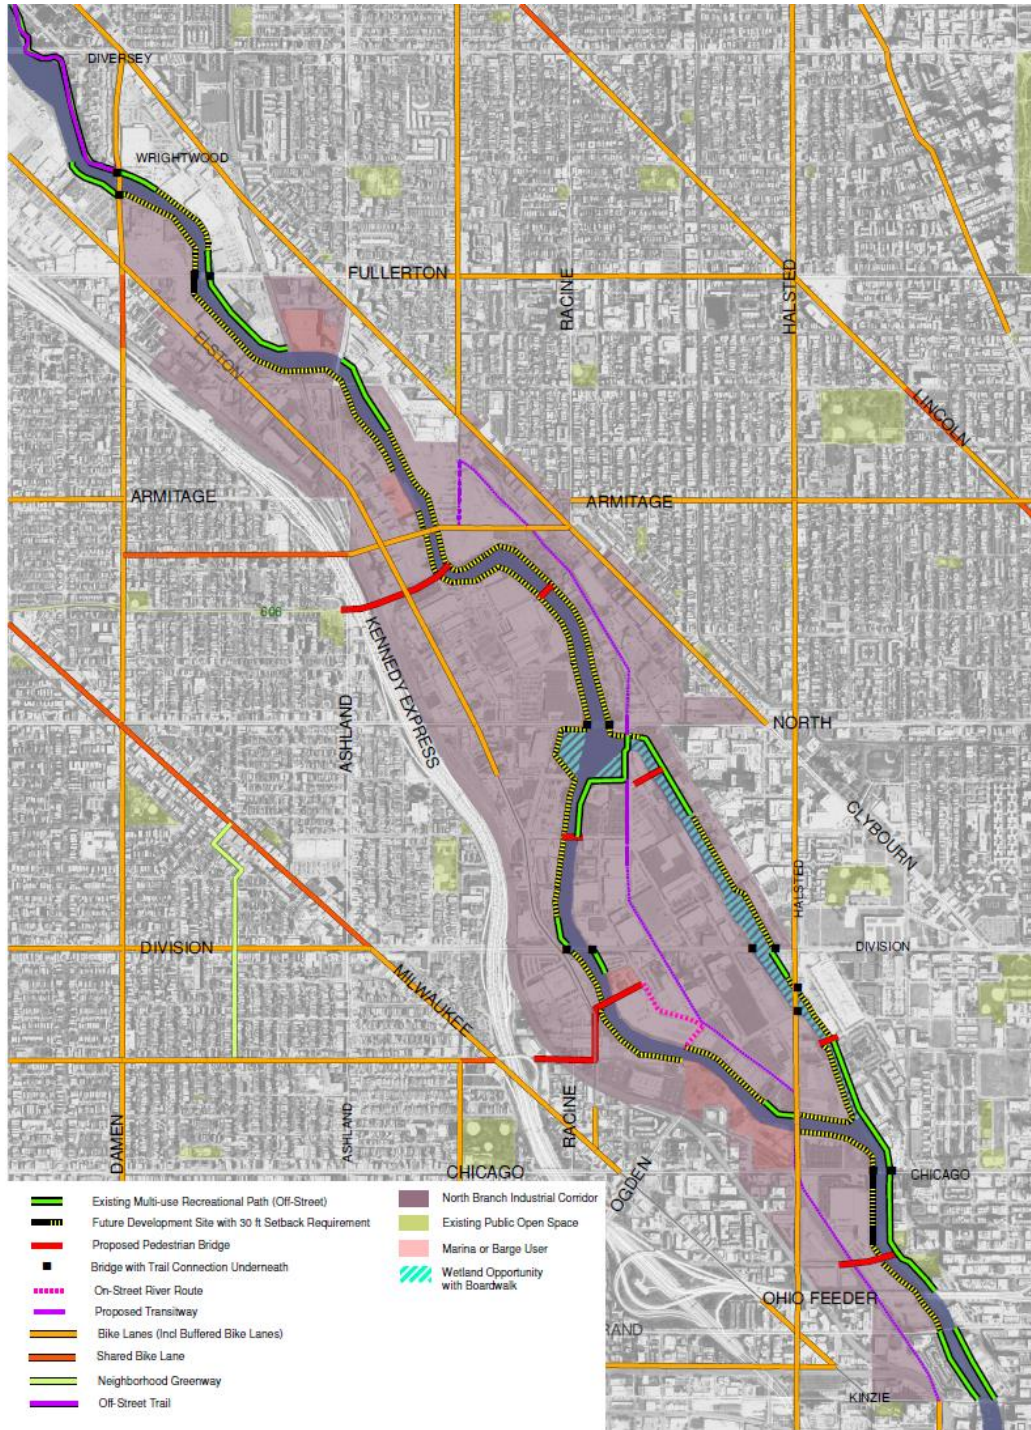 DIVERSEY
WRIGHTWOOD
FULLERTON
RACINE
HALSTED
ELSTON
LINCOLN
ARMITAGE
ARMITAGE
606
KENNEDY EXPRESS
ASHLAND
NORTH
CLYBOURN
HALSTED
DIVISION
DIVISION
MILWAUKEE
DAMEN
ASHLAND
RACINE
OGDEN
CHICAGO
CHICAGO
OHIO FEEDER
RAND
KINZIE
Existing Multi-use Recreational Path (Off-Street)
Future Development Site with 30 ft Setback Requirement
Proposed Pedestrian Bridge
Bridge with Trail Connection Underneath
On-Street River Route
Proposed Transitway
Bike Lanes (Incl Buffered Bike Lanes)
Shared Bike Lane
Neighborhood Greenway
Off-Street Trail
North Branch Industrial Corridor
Existing Public Open Space
Marina or Barge User
Wetland Opportunity
with Boardwalk